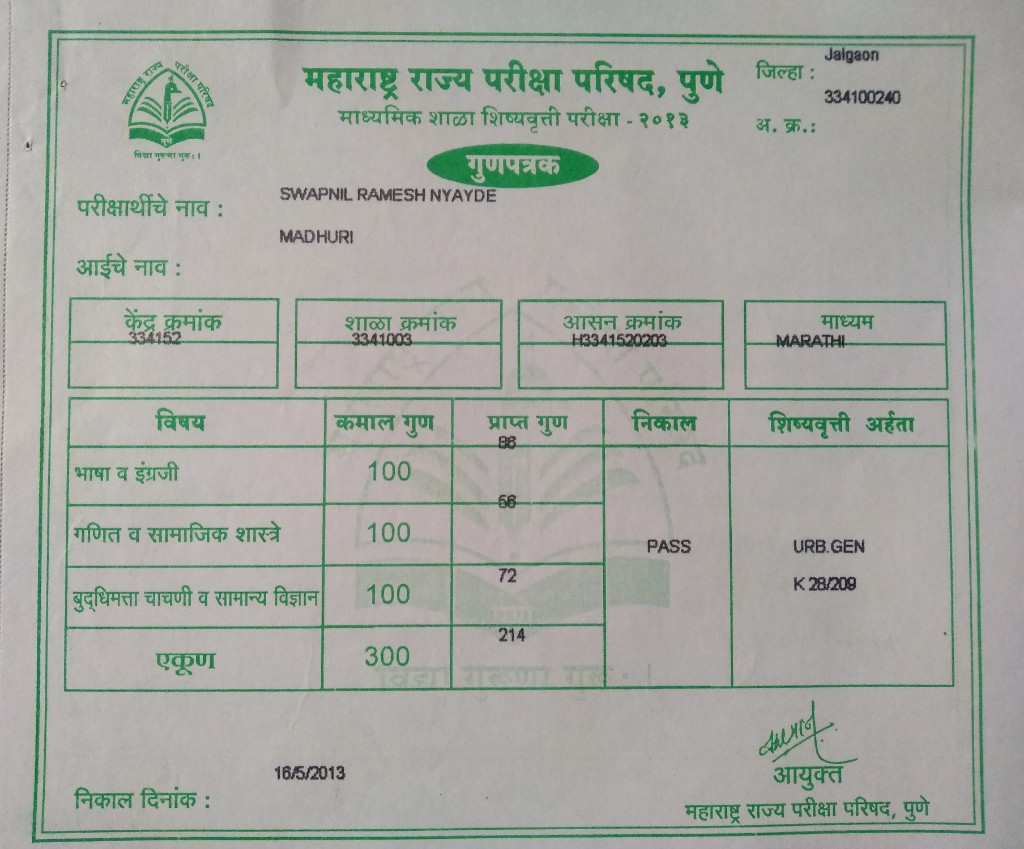 महाराष्ट्र राज्य परीक्षा परिषद
पुणे
विद्या गुरूणा गुरू: ।
महाराष्ट्र राज्य परीक्षा परिषद, पुणे
माध्यमिक शाळा शिष्यवृत्ती परीक्षा - २०१३
गुणपत्रक
जिल्हा : Jalgaon
अ. क्र.: 334100240
परीक्षार्थीचे नाव : SWAPNIL RAMESH NYAYDE
आईचे नाव : MADHURI
केंद्र क्रमांक शाळा क्रमांक आसन क्रमांक माध्यम
334152 3341003 H3341520203 MARATHI
विषय कमाल गुण प्राप्त गुण निकाल शिष्यवृत्ती अर्हता
भाषा व इंग्रजी 100 86
गणित व सामाजिक शास्त्रे 100 56
PASS URB.GEN
K 28/209
बुद्धिमत्ता चाचणी व सामान्य विज्ञान 100 72
एकूण 300 214
विद्या गुरूणा गुरू: ।
निकाल दिनांक : 16/5/2013
आयुक्त
महाराष्ट्र राज्य परीक्षा परिषद, पुणे